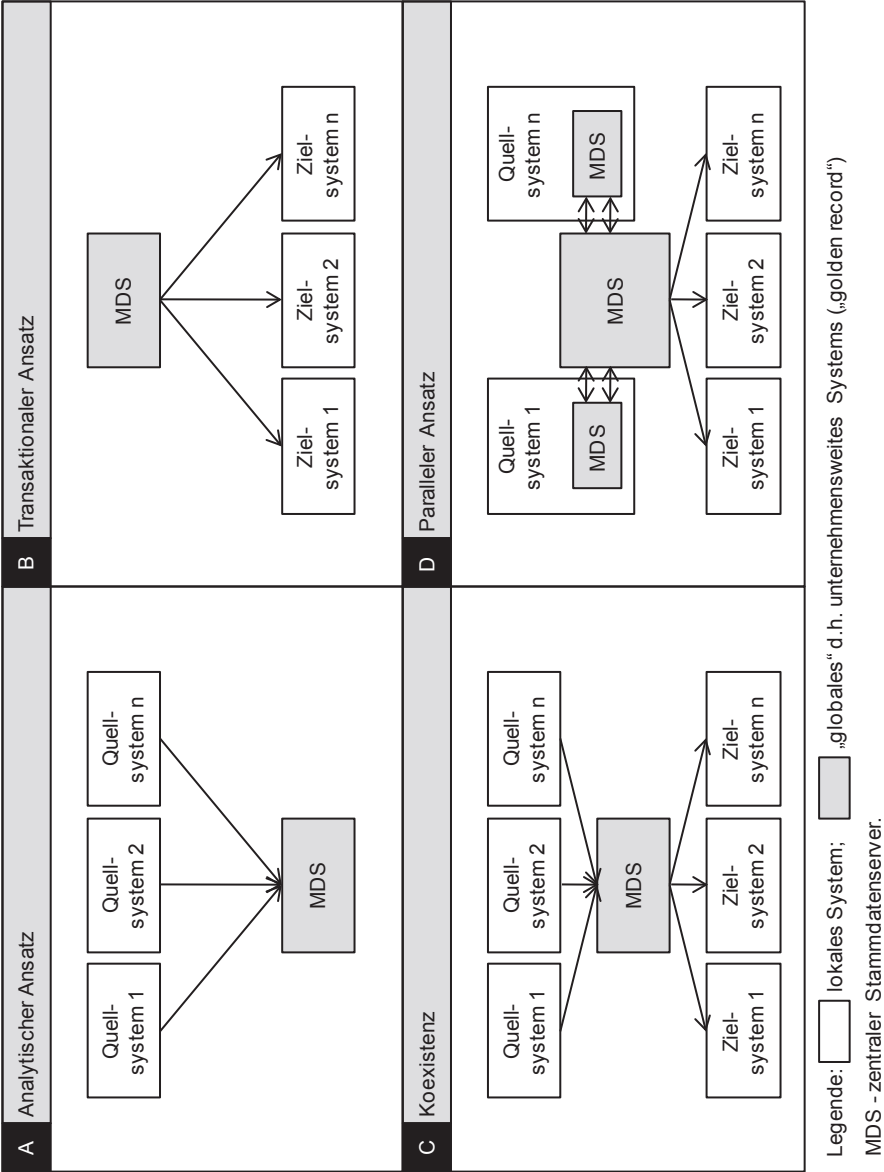 A Analytischer Ansatz
Quell-
system 1
Quell-
system 2
Quell-
system n
MDS
B Transaktionaler Ansatz
MDS
Ziel-
system 1
Ziel-
system 2
Ziel-
system n
C Koexistenz
Quell-
system 1
Quell-
system 2
Quell-
system n
MDS
Ziel-
system 1
Ziel-
system 2
Ziel-
system n
D Paralleler Ansatz
Quell-
system 1
MDS
MDS
Quell-
system n
MDS
Ziel-
system 1
Ziel-
system 2
Ziel-
system n
Legende: lokales System; „globales“ d.h. unternehmensweites Systems („golden record“)
MDS - zentraler Stammdatenserver.